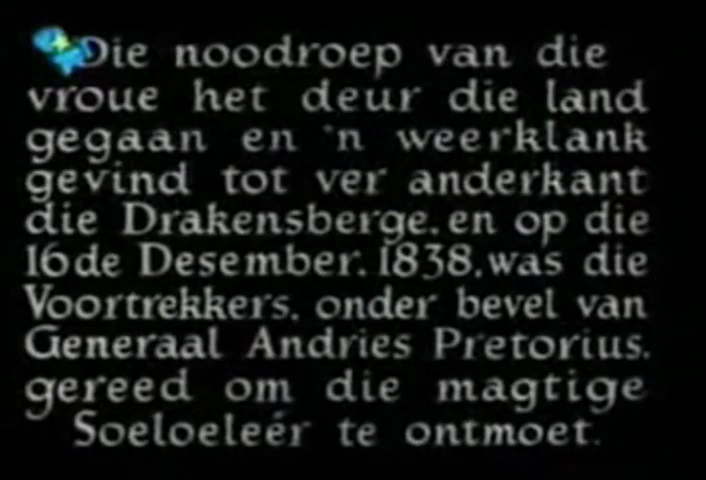 Die noodroep van die
vroue het deur die land
gegaan en 'n weerklank
gevind tot ver anderkant
die Drakensberge, en op die
16de Desember, 1838, was die
Voortrekkers, onder bevel van
Generaal Andries Pretorius,
gereed om die magtige
Soeloeleër te ontmoet.